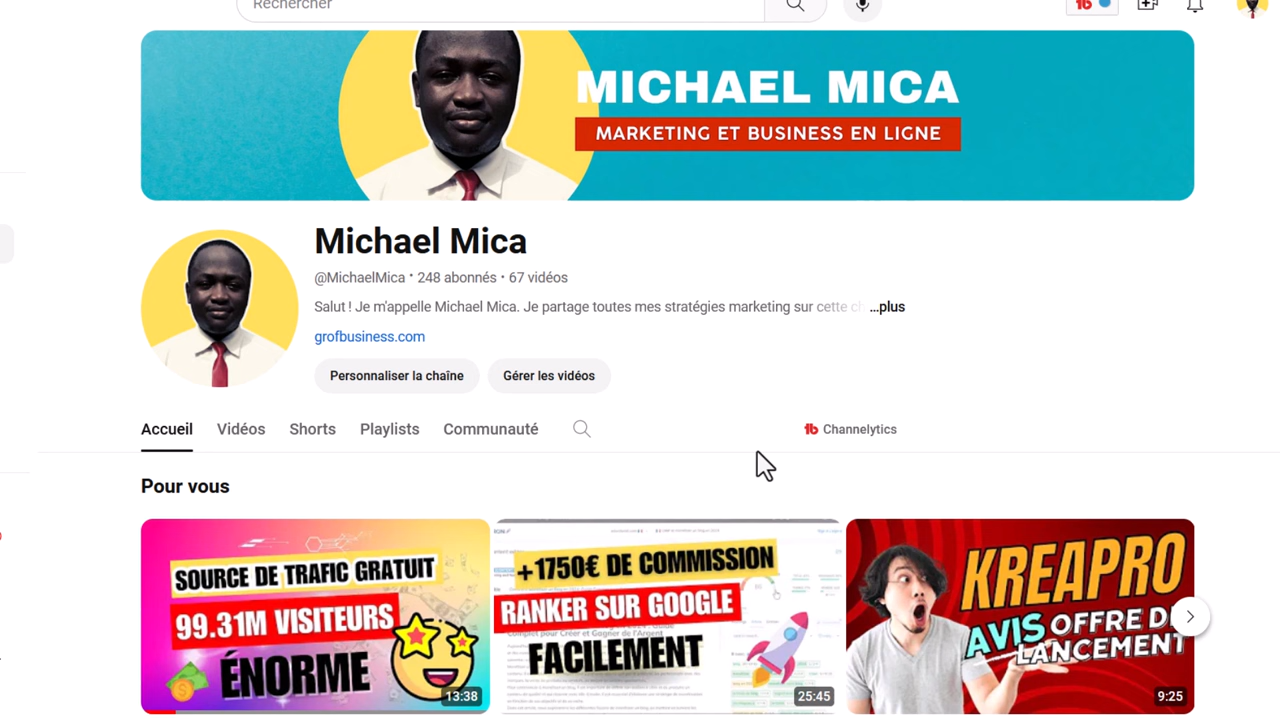 Rechercher
MICHAEL MICA
MARKETING ET BUSINESS EN LIGNE
Michael Mica
@MichaelMica • 248 abonnés • 67 vidéos
Salut ! Je m'appelle Michael Mica. Je partage toutes mes stratégies marketing sur cette ch ...plus
grofbusiness.com
Personnaliser la chaîne Gérer les vidéos
Accueil Vidéos Shorts Playlists Communauté
Channelytics
Pour vous
SOURCE DE TRAFIC GRATUIT
99.31M VISITEURS
ÉNORME
13:38
+1750€ DE COMMISSION
RANKER SUR GOOGLE
FACILEMENT
25:45
KREAPRO
AVIS OFFRE DE
LANCEMENT
9:25